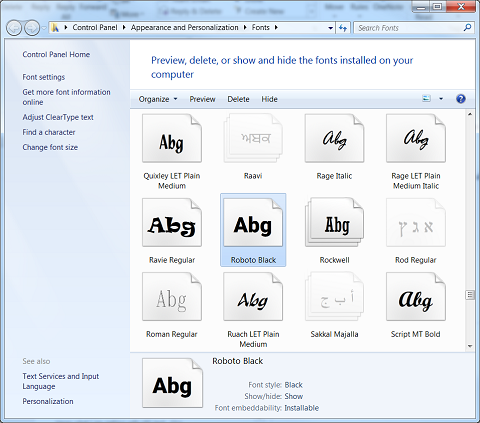 Control Panel ▸ Appearance and Personalization ▸ Fonts ▸
Search Fonts
Control Panel Home
Font settings
Get more font information
online
Adjust ClearType text
Find a character
Change font size
Preview, delete, or show and hide the fonts installed on your
computer
Organize Preview Delete Hide
Abg
ਅਬਕ
Abg
Abg
Quixley LET Plain
Medium
Raavi
Rage Italic
Rage LET Plain
Medium Italic
Abg
Abg
Abg
אגץ
Ravie Regular
Roboto Black
Rockwell
Rod Regular
Abg
Abg
أ ب ج
Abg
Roman Regular
Ruach LET Plain
Medium
Sakkal Majalla
Script MT Bold
See also
Text Services and Input
Language
Personalization
Abg
Roboto Black
Font style: Black
Show/hide: Show
Font embeddability: Installable